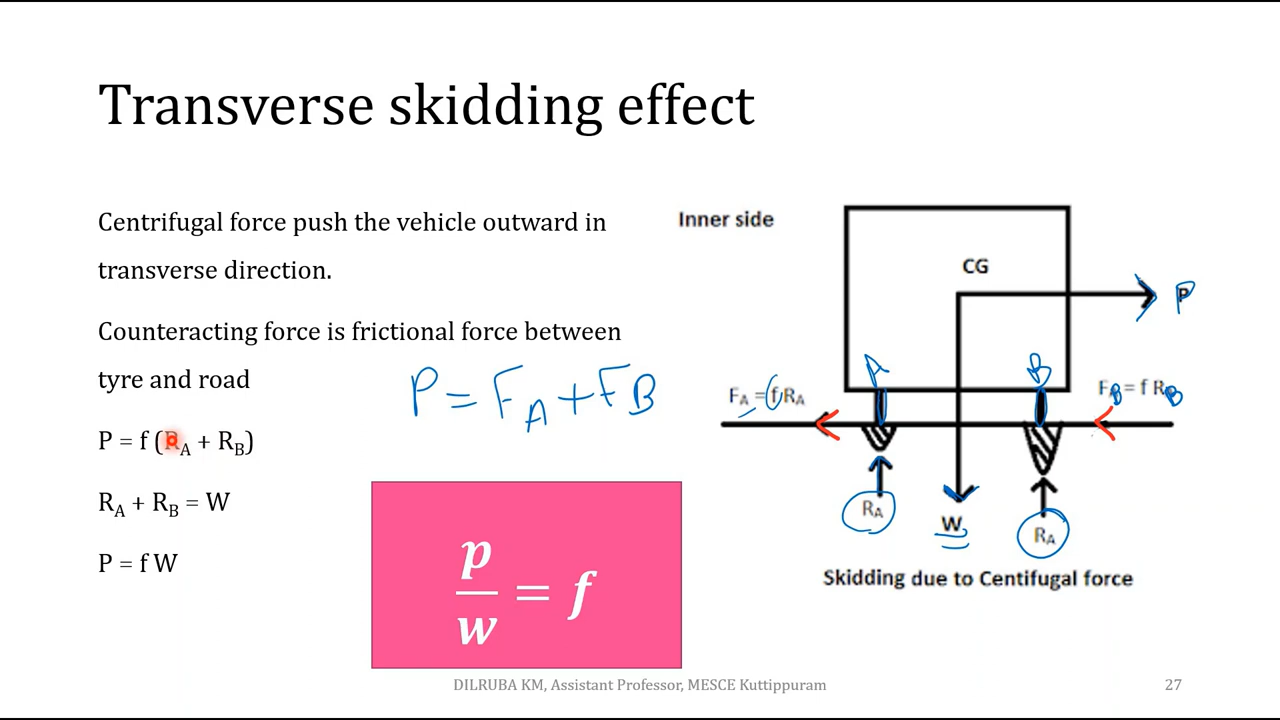 Transverse skidding effect
Centrifugal force push the vehicle outward in
transverse direction.
Counteracting force is frictional force between
tyre and road
P = F_A + F_B
P = f (R_A + R_B)
R_A + R_B = W
P = f W
p/w = f
Inner side
CG
P
A
B
F_A = f R_A
F_B = f R_B
R_A
W
R_A
Skidding due to Centifugal force
DILRUBA KM, Assistant Professor, MESCE Kuttippuram
27